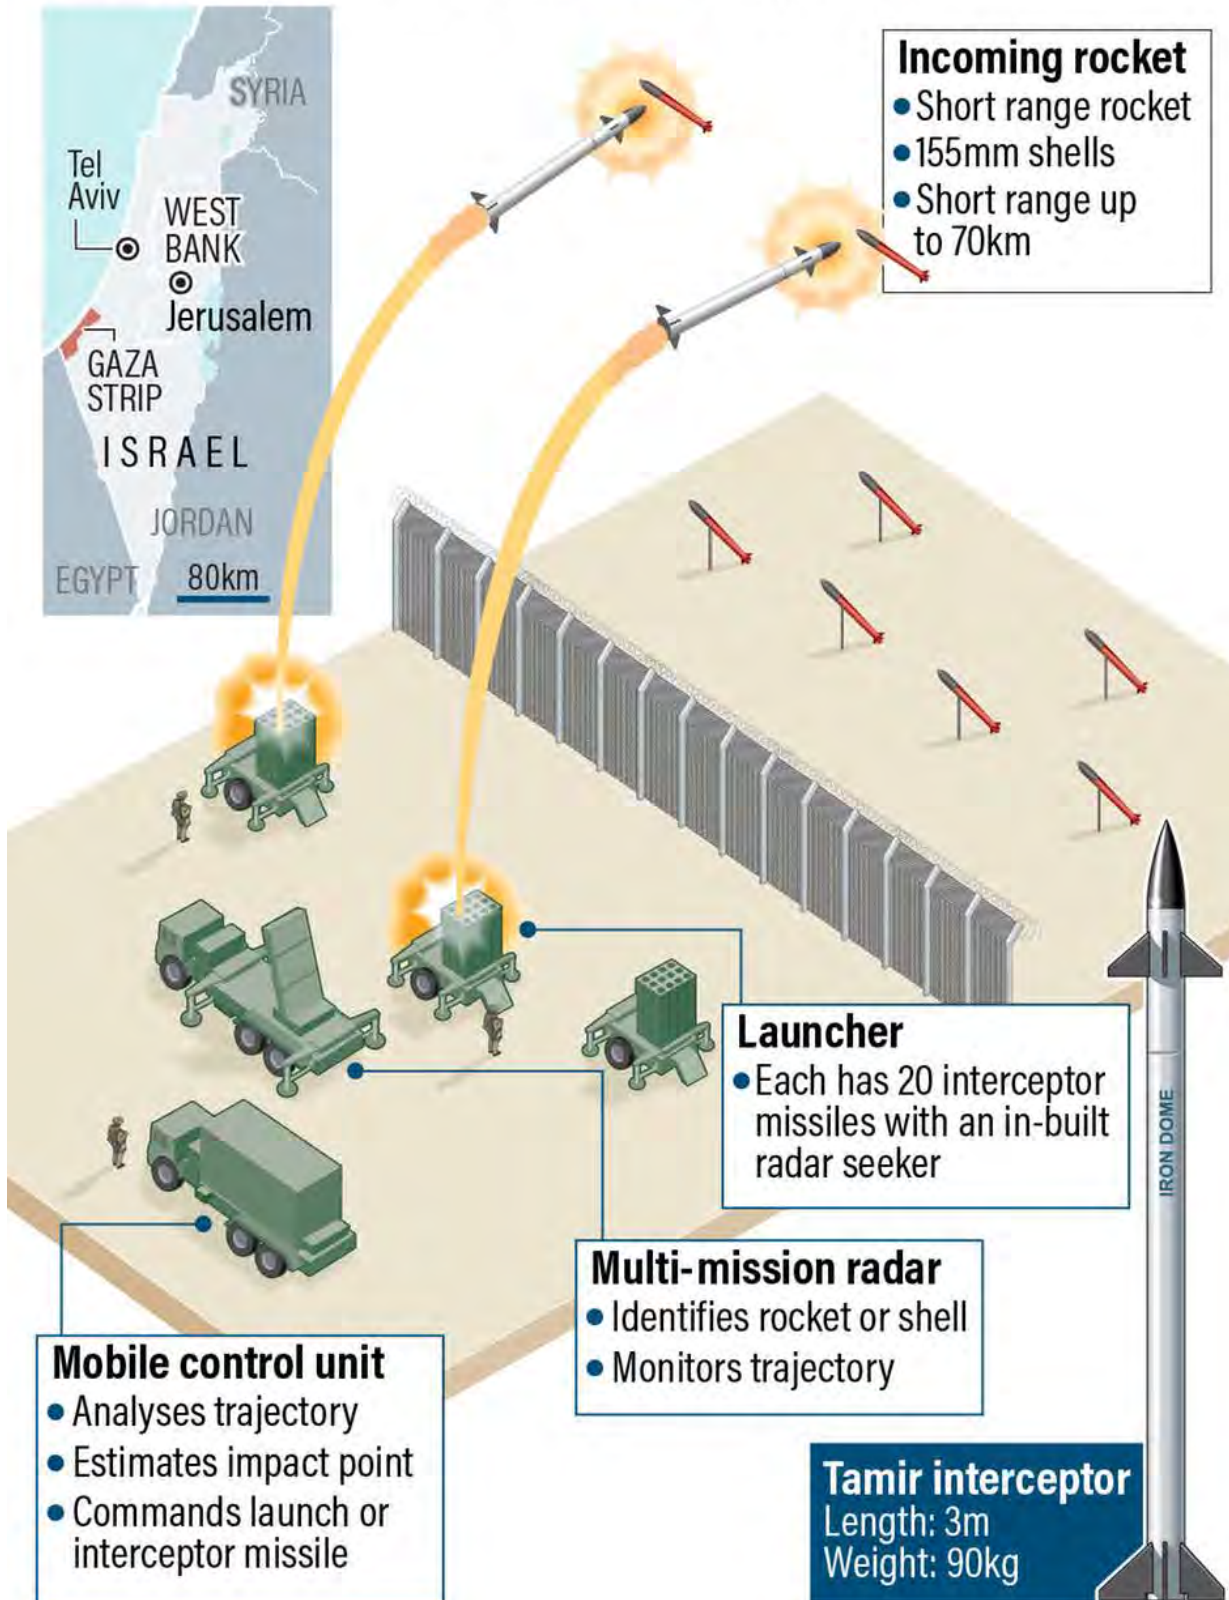 SYRIA
Tel
Aviv
WEST
BANK
Jerusalem
GAZA
STRIP
ISRAEL
JORDAN
EGYPT
80km
Incoming rocket
• Short range rocket
• 155mm shells
• Short range up
to 70km
Launcher
• Each has 20 interceptor
missiles with an in-built
radar seeker
IRON DOME
Multi-mission radar
• Identifies rocket or shell
• Monitors trajectory
Mobile control unit
• Analyses trajectory
• Estimates impact point
• Commands launch or
interceptor missile
Tamir interceptor
Length: 3m
Weight: 90kg